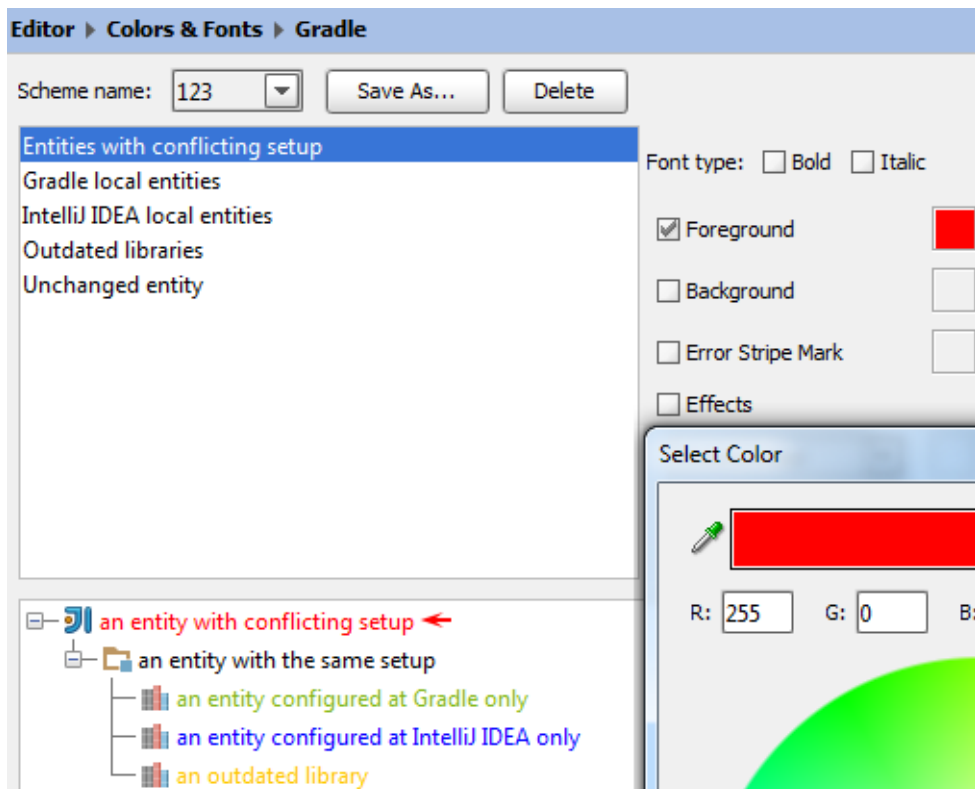 Editor Colors & Fonts Gradle
Scheme name: 123 Save As... Delete
Entities with conflicting setup
Gradle local entities
IntelliJ IDEA local entities
Outdated libraries
Unchanged entity
Font type: Bold Italic
Foreground
Background
Error Stripe Mark
Effects
Select Color
R: 255 G: 0 B:
an entity with conflicting setup
an entity with the same setup
an entity configured at Gradle only
an entity configured at IntelliJ IDEA only
an outdated library